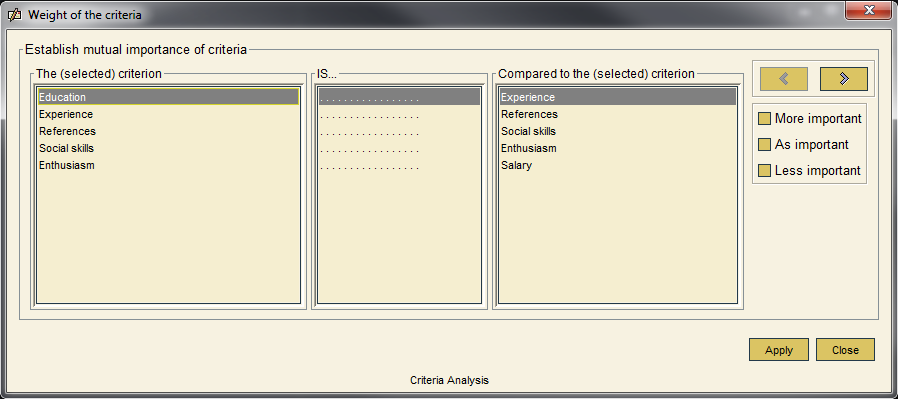 Weight of the criteria
Establish mutual importance of criteria
The (selected) criterion IS... Compared to the (selected) criterion
Education . . . . . . . . . . . . . . . . . Experience
Experience . . . . . . . . . . . . . . . . . References
References . . . . . . . . . . . . . . . . . Social skills
Social skills . . . . . . . . . . . . . . . . . Enthusiasm
Enthusiasm . . . . . . . . . . . . . . . . . Salary
More important
As important
Less important
Apply Close
Criteria Analysis